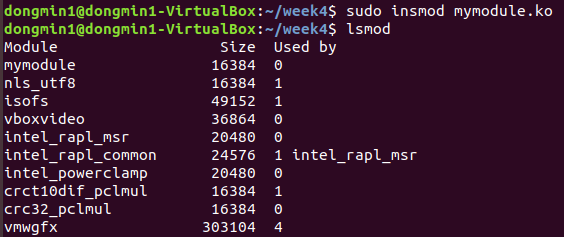 dongmin1@dongmin1-VirtualBox:~/week4$ sudo insmod mymodule.ko
dongmin1@dongmin1-VirtualBox:~/week4$ lsmod
Module                  Size  Used by
mymodule               16384  0
nls_utf8               16384  1
isofs                  49152  1
vboxvideo              36864  0
intel_rapl_msr         20480  0
intel_rapl_common      24576  1 intel_rapl_msr
intel_powerclamp       20480  0
crct10dif_pclmul       16384  1
crc32_pclmul           16384  0
vmwgfx                303104  4